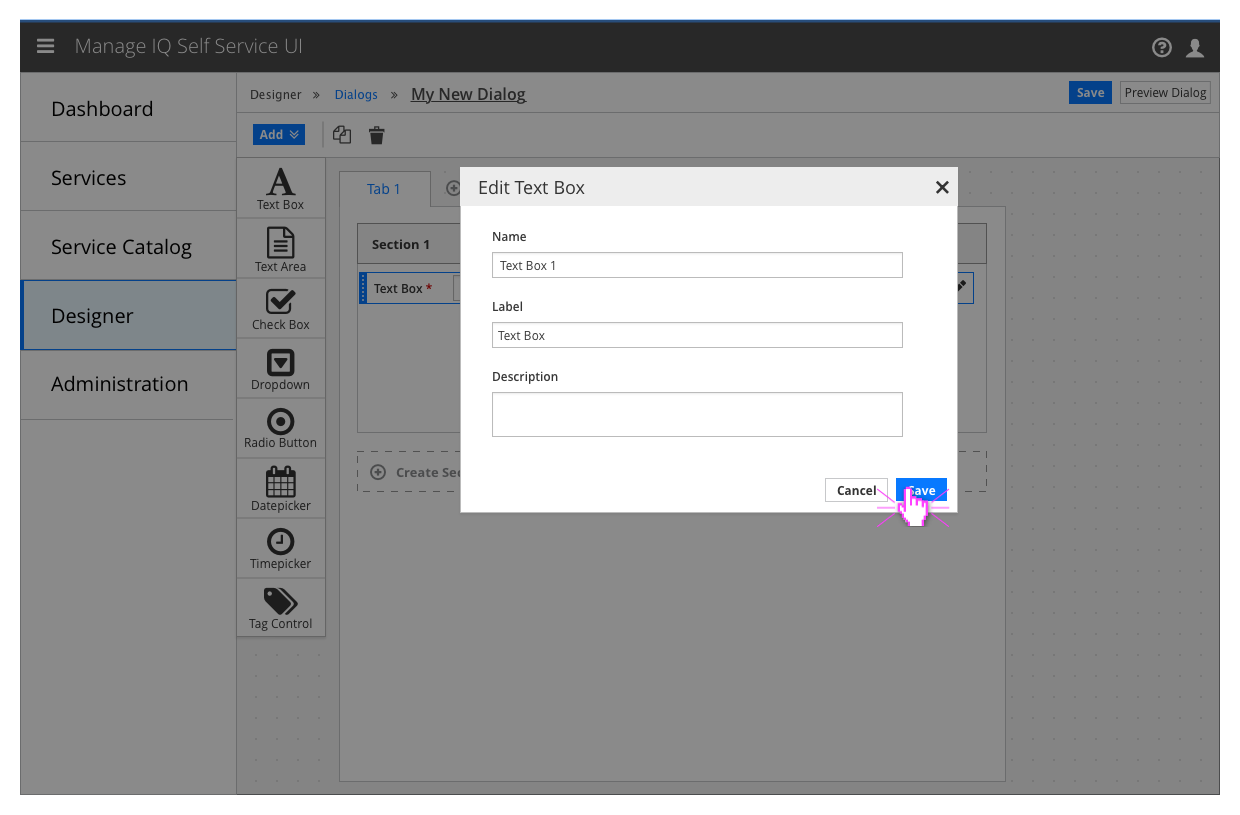 Manage IQ Self Service UI
Dashboard
Services
Service Catalog
Designer
Administration
Designer » Dialogs » My New Dialog
Save
Preview Dialog
Add
Text Box
Text Area
Check Box
Dropdown
Radio Button
Datepicker
Timepicker
Tag Control
Tab 1
Section 1
Text Box *
Create Sec
Edit Text Box
Name
Text Box 1
Label
Text Box
Description
Cancel
Save